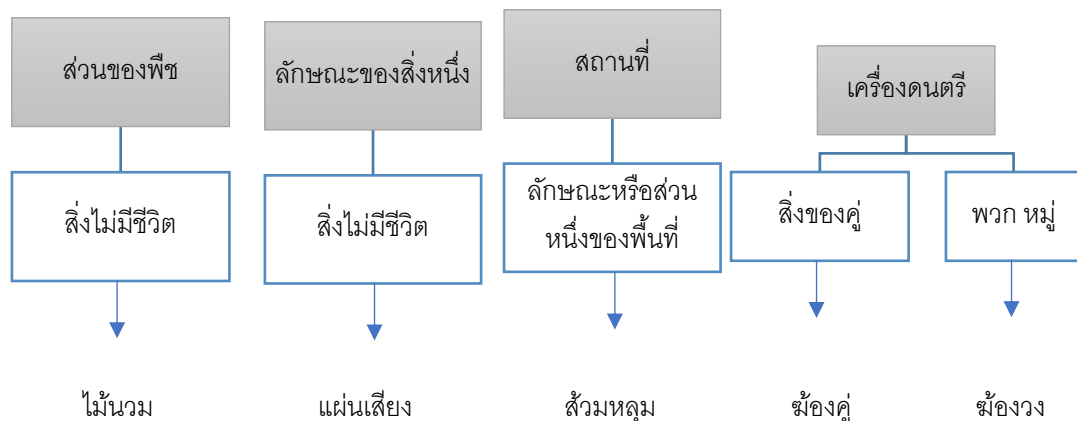 ส่วนของพืช
ลักษณะของสิ่งหนึ่ง
สถานที่
เครื่องดนตรี
สิ่งไม่มีชีวิต
สิ่งไม่มีชีวิต
ลักษณะหรือส่วน
หนึ่งของพื้นที่
สิ่งของคู่
พวก หมู่
ไม้นวม
แผ่นเสียง
ส้วมหลุม
ฆ้องคู่
ฆ้องวง